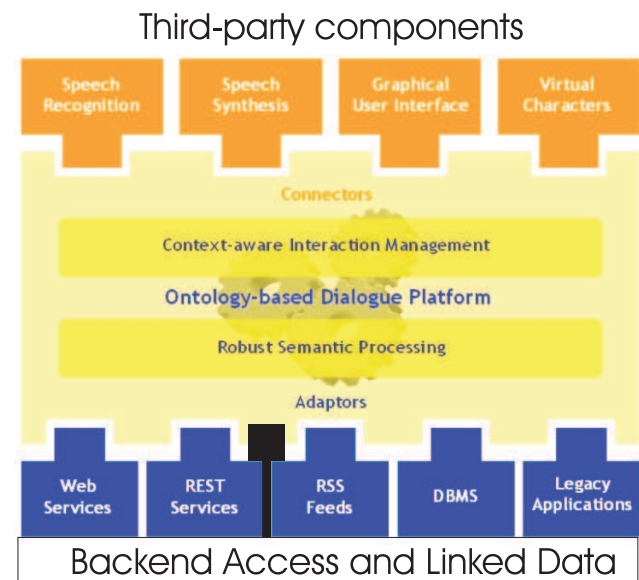 Third-party components
Speech Recognition
Speech Synthesis
Graphical User Interface
Virtual Characters
Connectors
Context-aware Interaction Management
Ontology-based Dialogue Platform
Robust Semantic Processing
Adaptors
Web Services
REST Services
RSS Feeds
DBMS
Legacy Applications
Backend Access and Linked Data